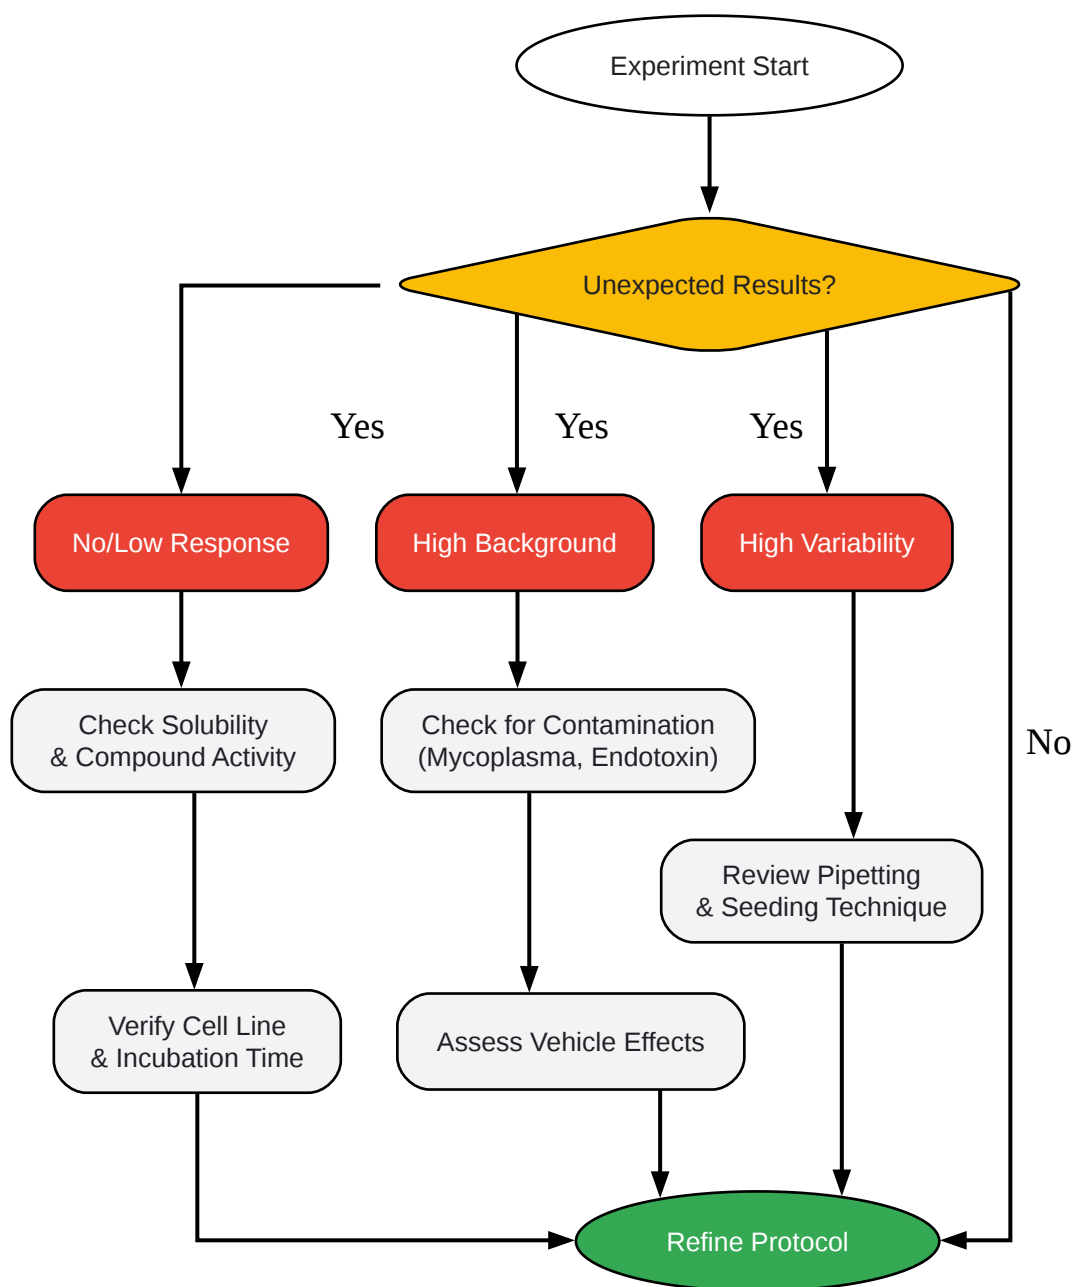 Experiment Start
Unexpected Results?
Yes
Yes
Yes
No/Low Response
High Background
High Variability
Check Solubility
& Compound Activity
Check for Contamination
(Mycoplasma, Endotoxin)
No
Review Pipetting
& Seeding Technique
Verify Cell Line
& Incubation Time
Assess Vehicle Effects
Refine Protocol